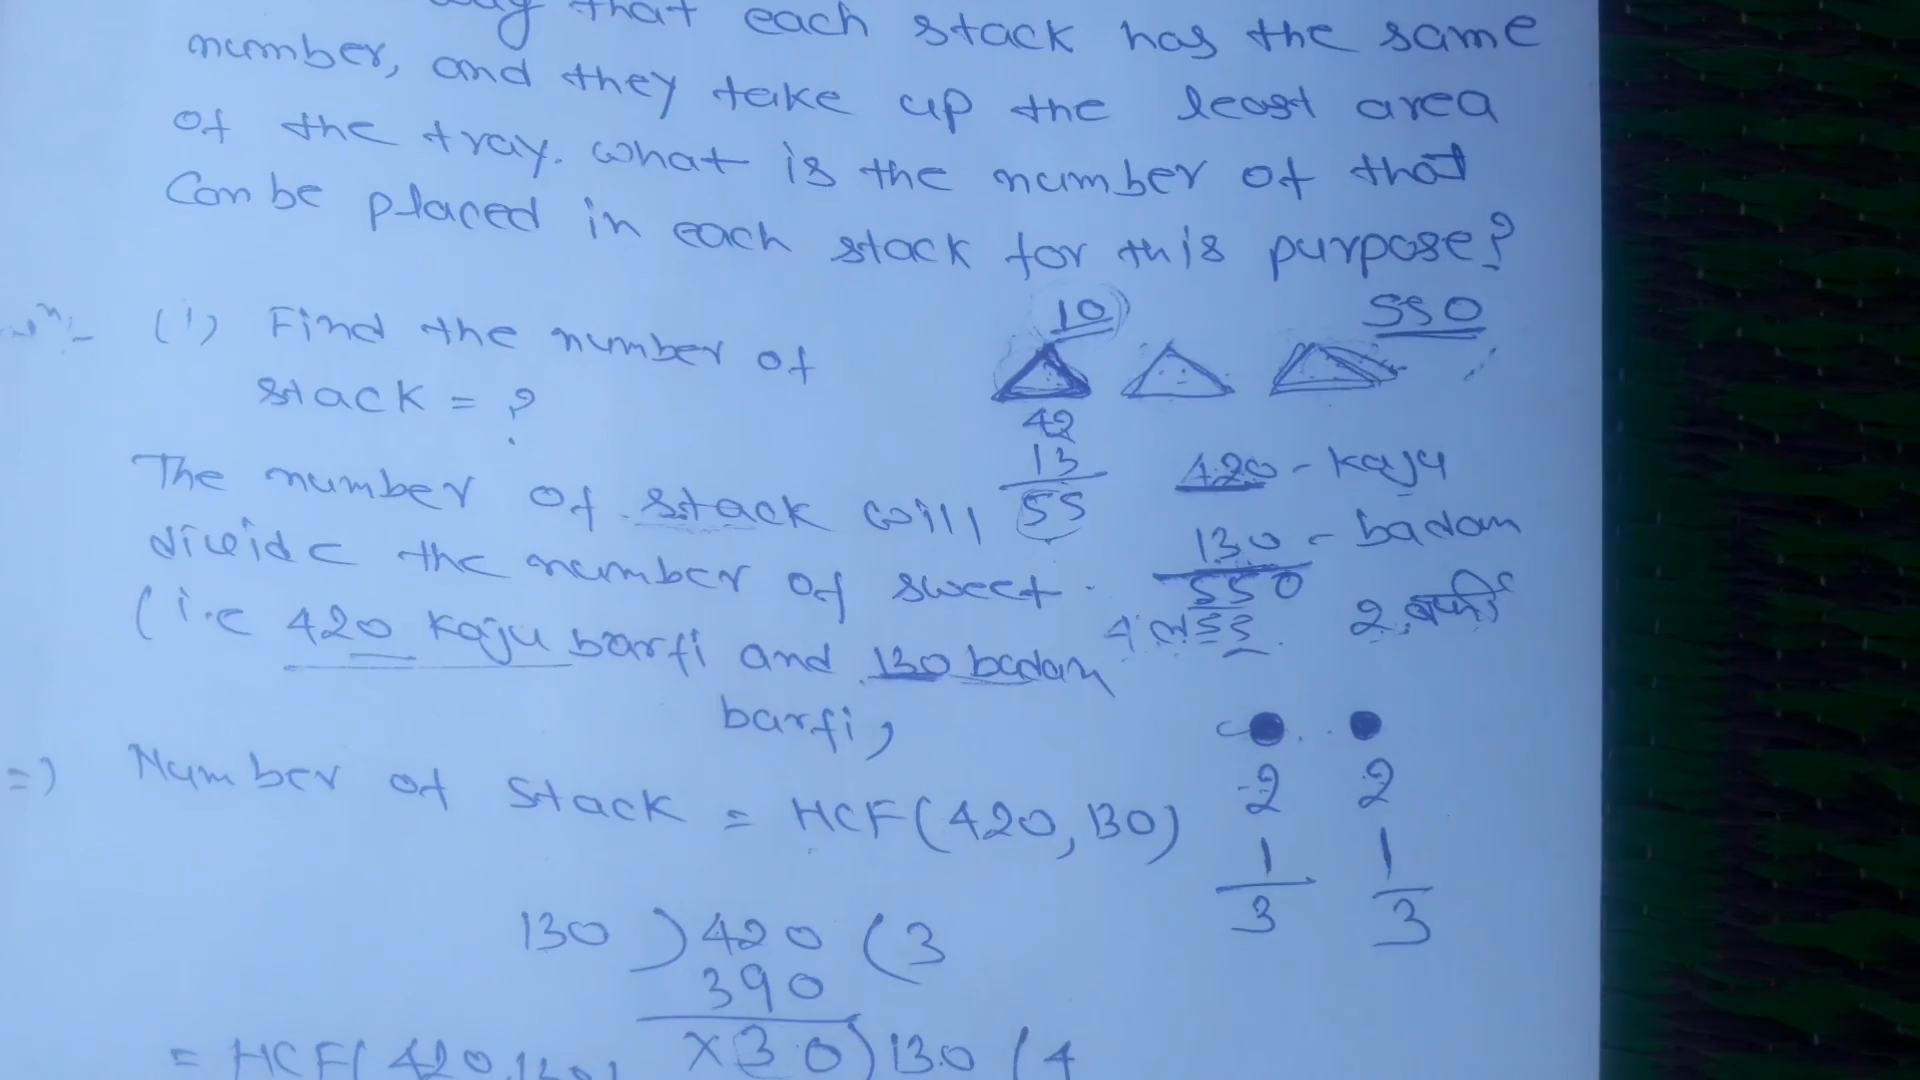 that each stack has the same
number, and they take up the least area
of the tray. what is the number of that
Can be placed in each stack for this purpose?
(i) Find the number of
stack = ?
10
550
42
13
55
420 - kaju
130 - badam
550
The number of stack will
divide the number of sweet.
(i.e 420 kaju barfi and 130 badam
barfi,
2 2
1 1
3 3
=) Number of stack = HCF(420, 130)
130 ) 420 ( 3
390
x 30 ) 130 ( 4
= HCF( 420,130)